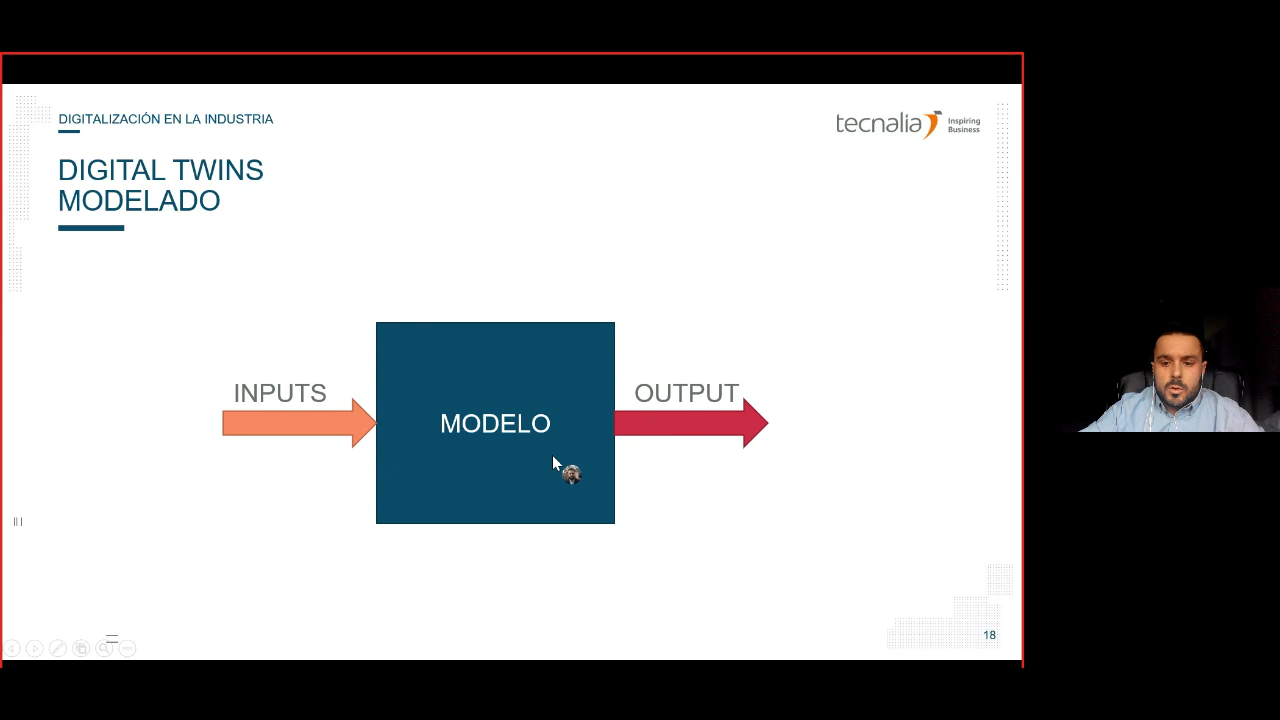 DIGITALIZACIÓN EN LA INDUSTRIA
tecnalia Inspiring
Business
DIGITAL TWINS
MODELADO
INPUTS
MODELO
OUTPUT
18